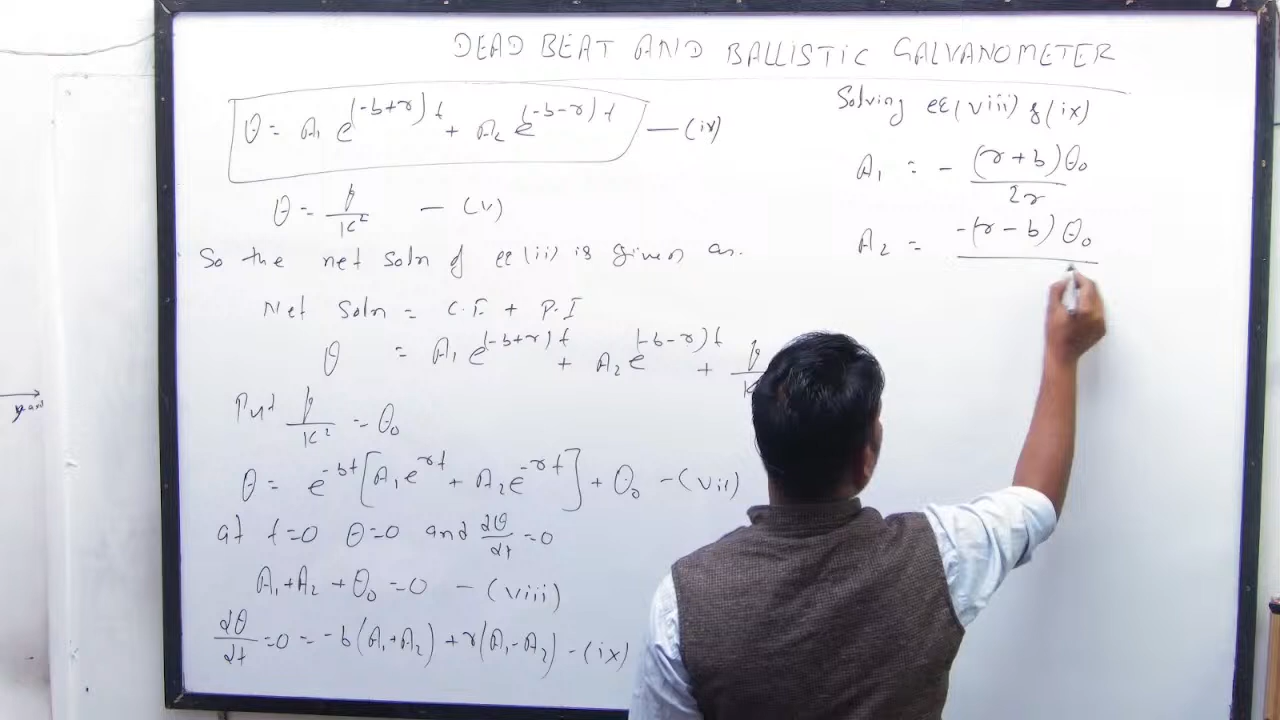 DEAD BEAT AND BALLISTIC GALVANOMETER
θ = A₁ e^(-b+r)t + A₂ e^(-b-r)t — (iv)
θ = p/k² — (v)
So the net soln of eq (ii) is given as.
Net soln = C.F. + P.I
θ = A₁ e^(-b+r)t + A₂ e^(-b-r)t + p/k
Put p/k² = θ₀
θ = e^-bt [A₁e^rt + A₂e^-rt] + θ₀ — (vii)
at t=0 θ=0 and dθ/dt = 0
A₁+A₂ + θ₀ = 0 — (viii)
dθ/dt = 0 = -b(A₁+A₂) + r(A₁-A₂) — (ix)
Solving eq (viii) & (ix)
A₁ = - (r+b)θ₀/2r
A₂ = -(r-b)θ₀